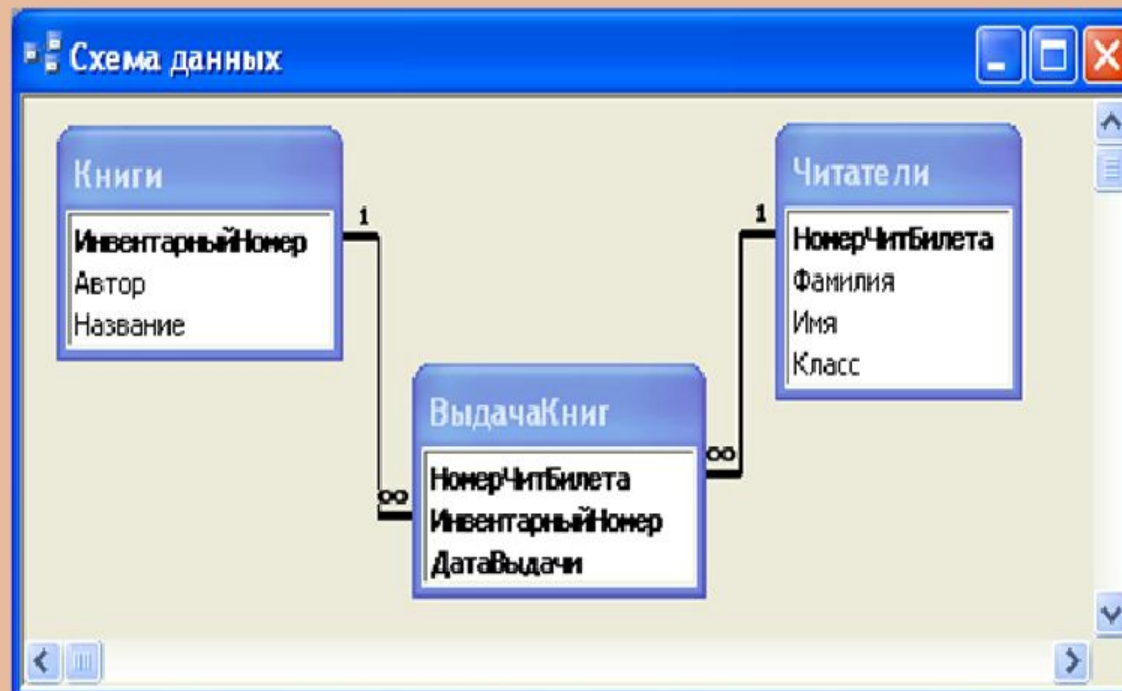 Схема данных
Книги
ИнвентарныйНомер
Автор
Название
1
∞
Читатели
НомерЧитБилета
Фамилия
Имя
Класс
1
∞
ВыдачаКниг
НомерЧитБилета
ИнвентарныйНомер
ДатаВыдачи